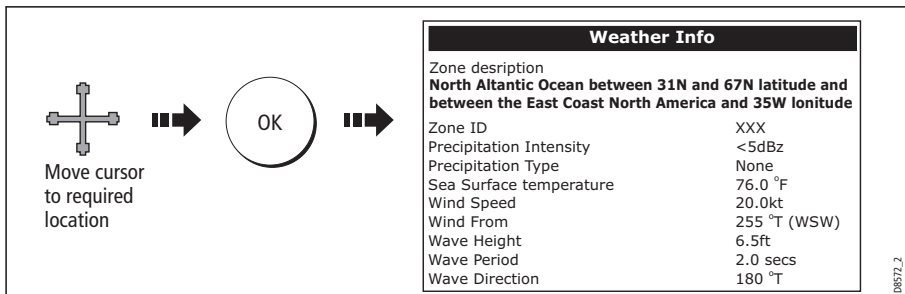 Move cursor
to required
location
OK
Weather Info
Zone desription
North Altantic Ocean between 31N and 67N latitude and
between the East Coast North America and 35W lonitude
Zone ID XXX
Precipitation Intensity <5dBz
Precipitation Type None
Sea Surface temperature 76.0 °F
Wind Speed 20.0kt
Wind From 255 °T (WSW)
Wave Height 6.5ft
Wave Period 2.0 secs
Wave Direction 180 °T
D8572_2